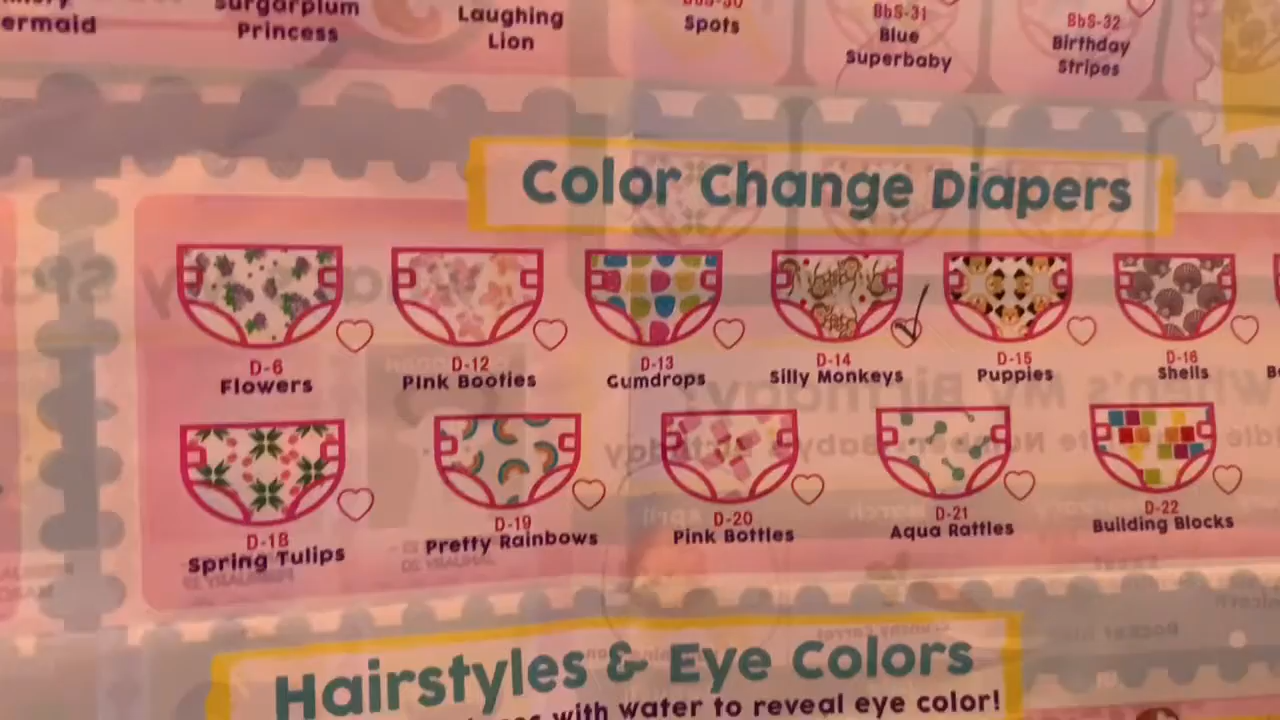 ermaid
Surgarplum
Princess
Laughing
Lion
Spots
BbS-31
Blue
Superbaby
BbS-32
Birthday
Stripes
Color Change Diapers
D-6
Flowers
D-12
Pink Booties
D-13
Gumdrops
D-14
Silly Monkeys
D-15
Puppies
D-16
Shells
D-18
Spring Tulips
D-19
Pretty Rainbows
D-20
Pink Bottles
D-21
Aqua Rattles
D-22
Building Blocks
Hairstyles & Eye Colors
with water to reveal eye color!